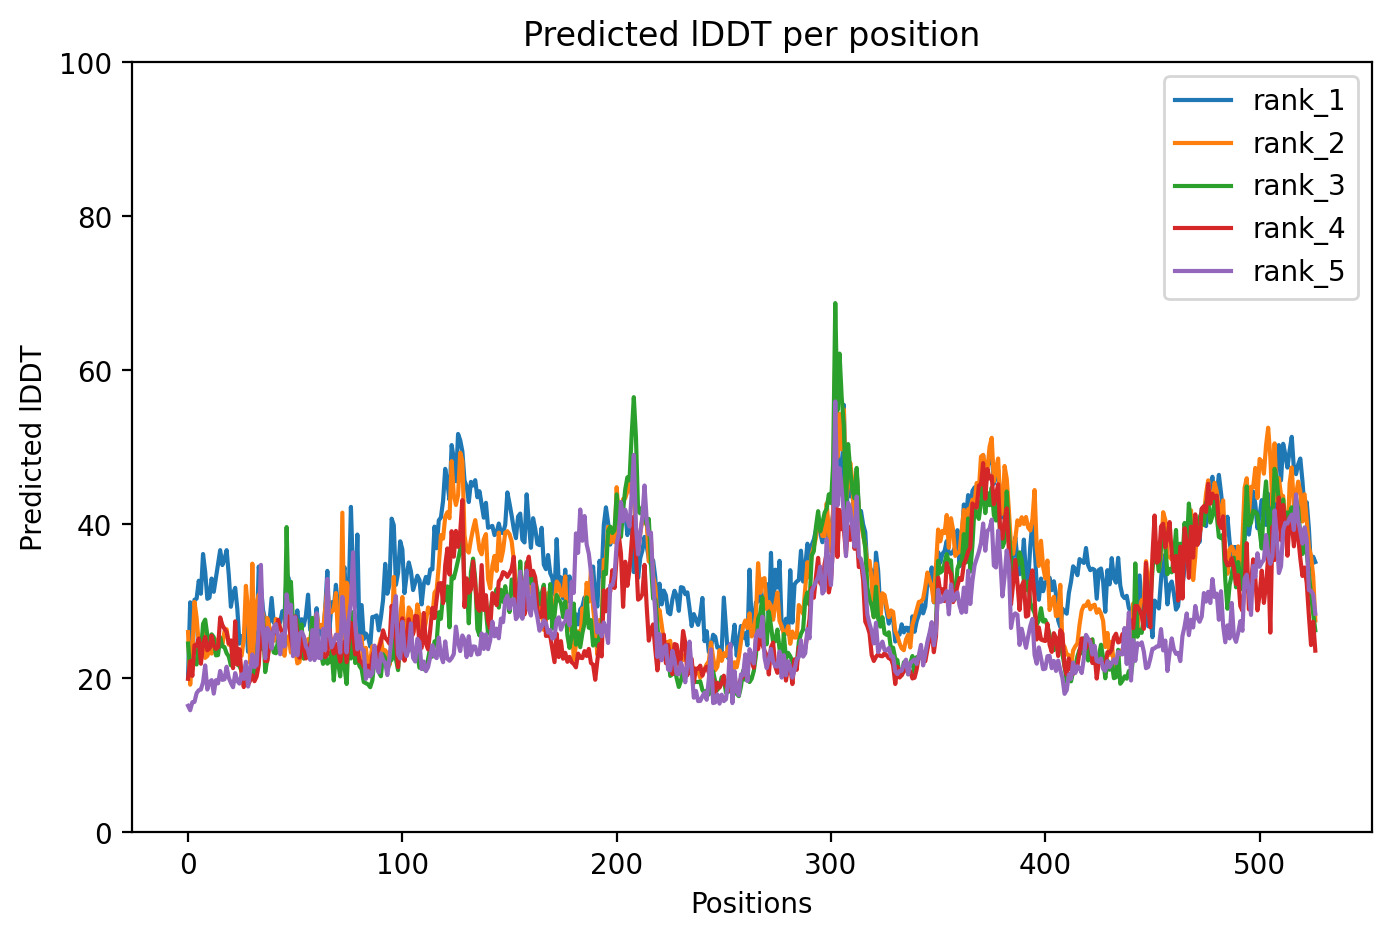 Predicted lDDT per position
100
80
60
40
20
0
Predicted lDDT
0 100 200 300 400 500
Positions
rank_1
rank_2
rank_3
rank_4
rank_5